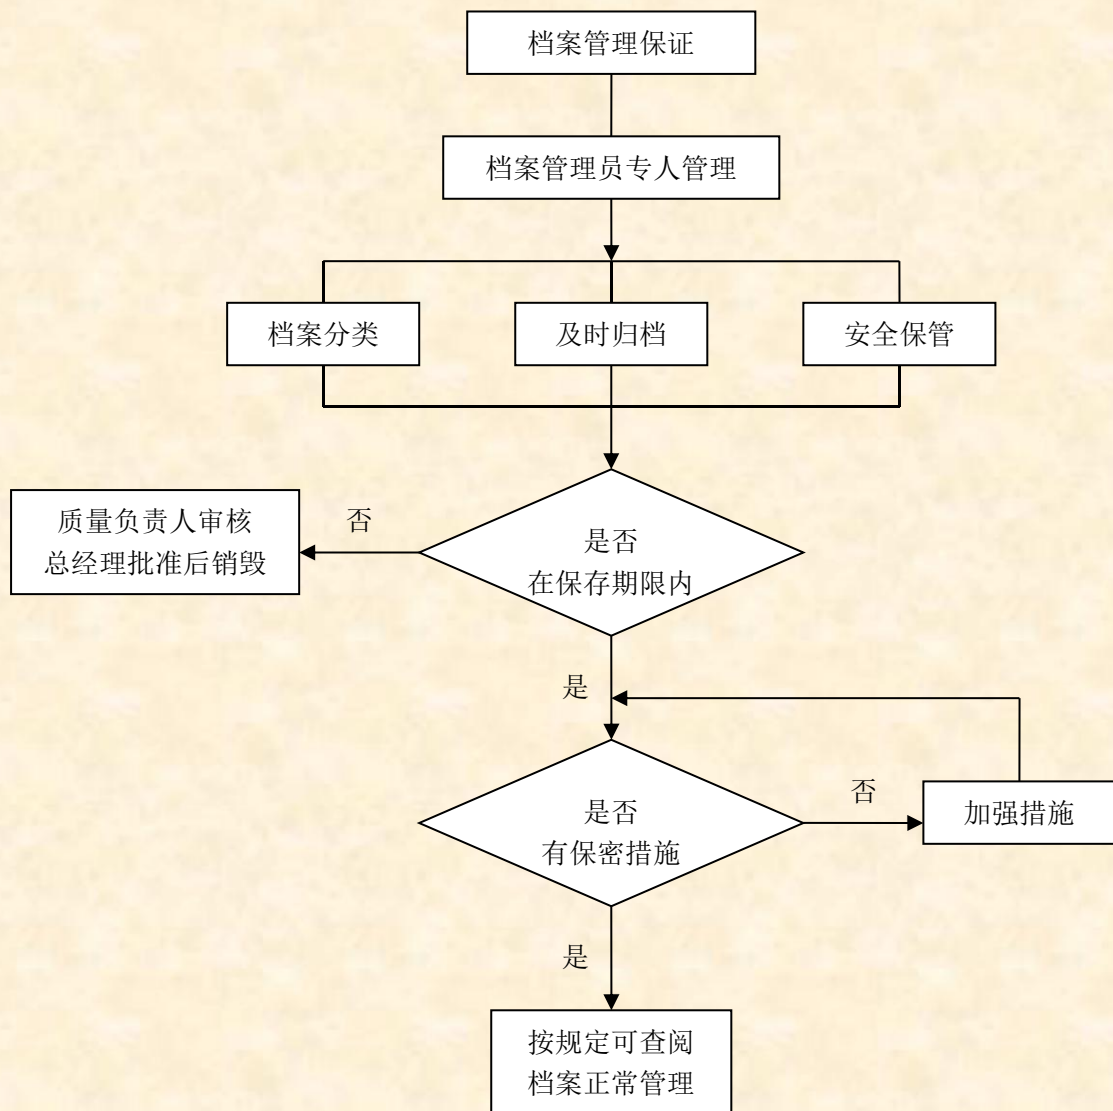 档案管理保证
档案管理员专人管理
档案分类
及时归档
安全保管
质量负责人审核
总经理批准后销毁
否
是否
在保存期限内
是
是否
有保密措施
否
加强措施
是
按规定可查阅
档案正常管理